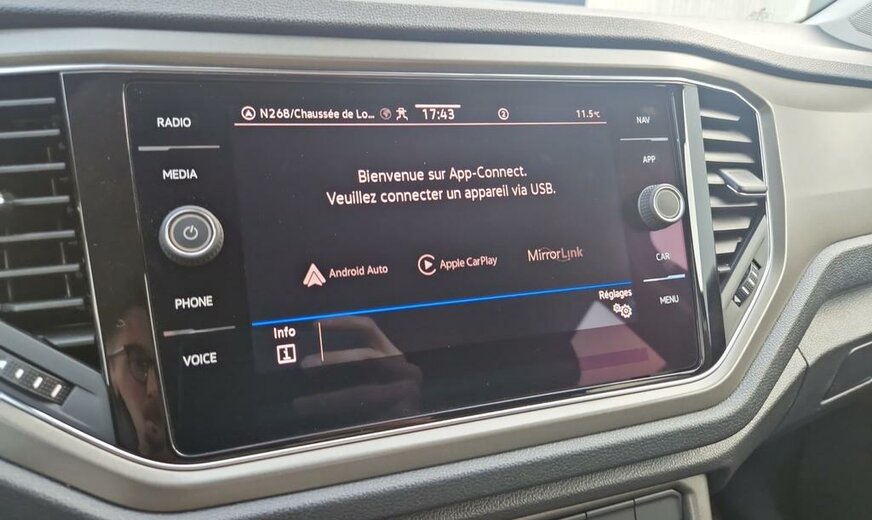 RADIO
MEDIA
PHONE
VOICE
N268/Chaussée de Lo... 17:43 2 11.5°C
Bienvenue sur App-Connect.
Veuillez connecter un appareil via USB.
Android Auto Apple CarPlay MirrorLink
Info
Réglages
NAV
APP
CAR
MENU